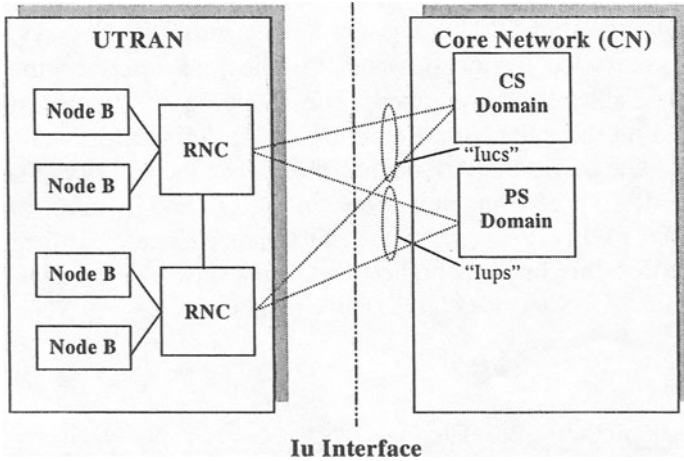 UTRAN
Node B
Node B
RNC
Node B
Node B
RNC
Core Network (CN)
CS
Domain
“Iucs”
PS
Domain
“Iups”
Iu Interface